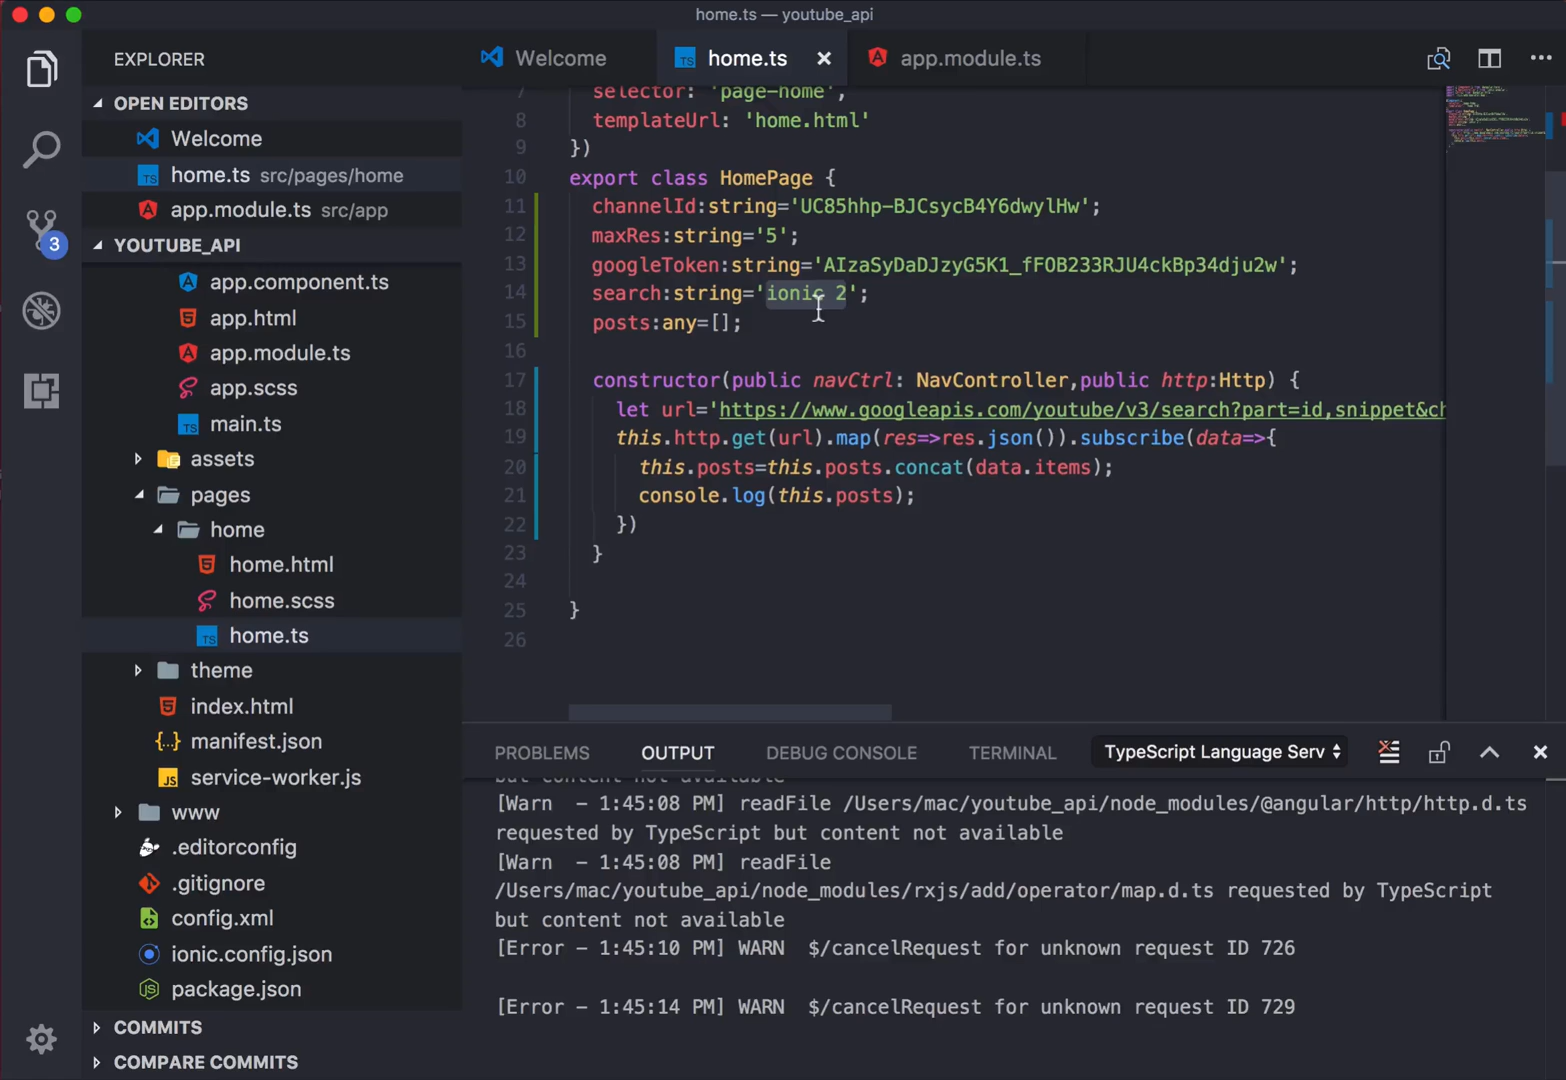 home.ts — youtube_api
EXPLORER
OPEN EDITORS
Welcome
home.ts src/pages/home
app.module.ts src/app
3
YOUTUBE_API
app.component.ts
app.html
app.module.ts
app.scss
main.ts
assets
pages
home
home.html
home.scss
home.ts
theme
index.html
manifest.json
service-worker.js
www
.editorconfig
.gitignore
config.xml
ionic.config.json
package.json
COMMITS
COMPARE COMMITS
Welcome
home.ts
app.module.ts
7 selector: 'page-home',
8 templateUrl: 'home.html'
9 })
10 export class HomePage {
11 channelId:string='UC85hhp-BJCsycB4Y6dwylHw';
12 maxRes:string='5';
13 googleToken:string='AIzaSyDaDJzyG5K1_fFOB233RJU4ckBp34dju2w';
14 search:string='ionic 2';
15 posts:any=[];
16
17 constructor(public navCtrl: NavController,public http:Http) {
18 let url='https://www.googleapis.com/youtube/v3/search?part=id,snippet&ch
19 this.http.get(url).map(res=>res.json()).subscribe(data=>{
20 this.posts=this.posts.concat(data.items);
21 console.log(this.posts);
22 })
23 }
24
25 }
26
PROBLEMS OUTPUT DEBUG CONSOLE TERMINAL TypeScript Language Serv
but content not available
[Warn - 1:45:08 PM] readFile /Users/mac/youtube_api/node_modules/@angular/http/http.d.ts
requested by TypeScript but content not available
[Warn - 1:45:08 PM] readFile
/Users/mac/youtube_api/node_modules/rxjs/add/operator/map.d.ts requested by TypeScript
but content not available
[Error - 1:45:10 PM] WARN $/cancelRequest for unknown request ID 726
[Error - 1:45:14 PM] WARN $/cancelRequest for unknown request ID 729